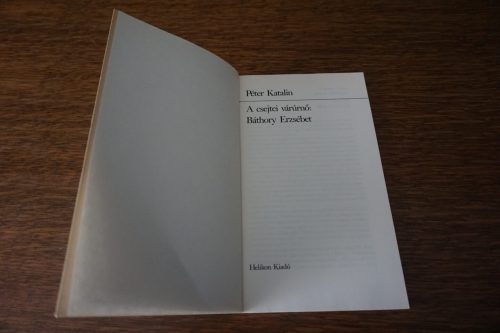 Péter Katalin
A csejtei várúrnő:
Báthory Erzsébet
Helikon Kiadó